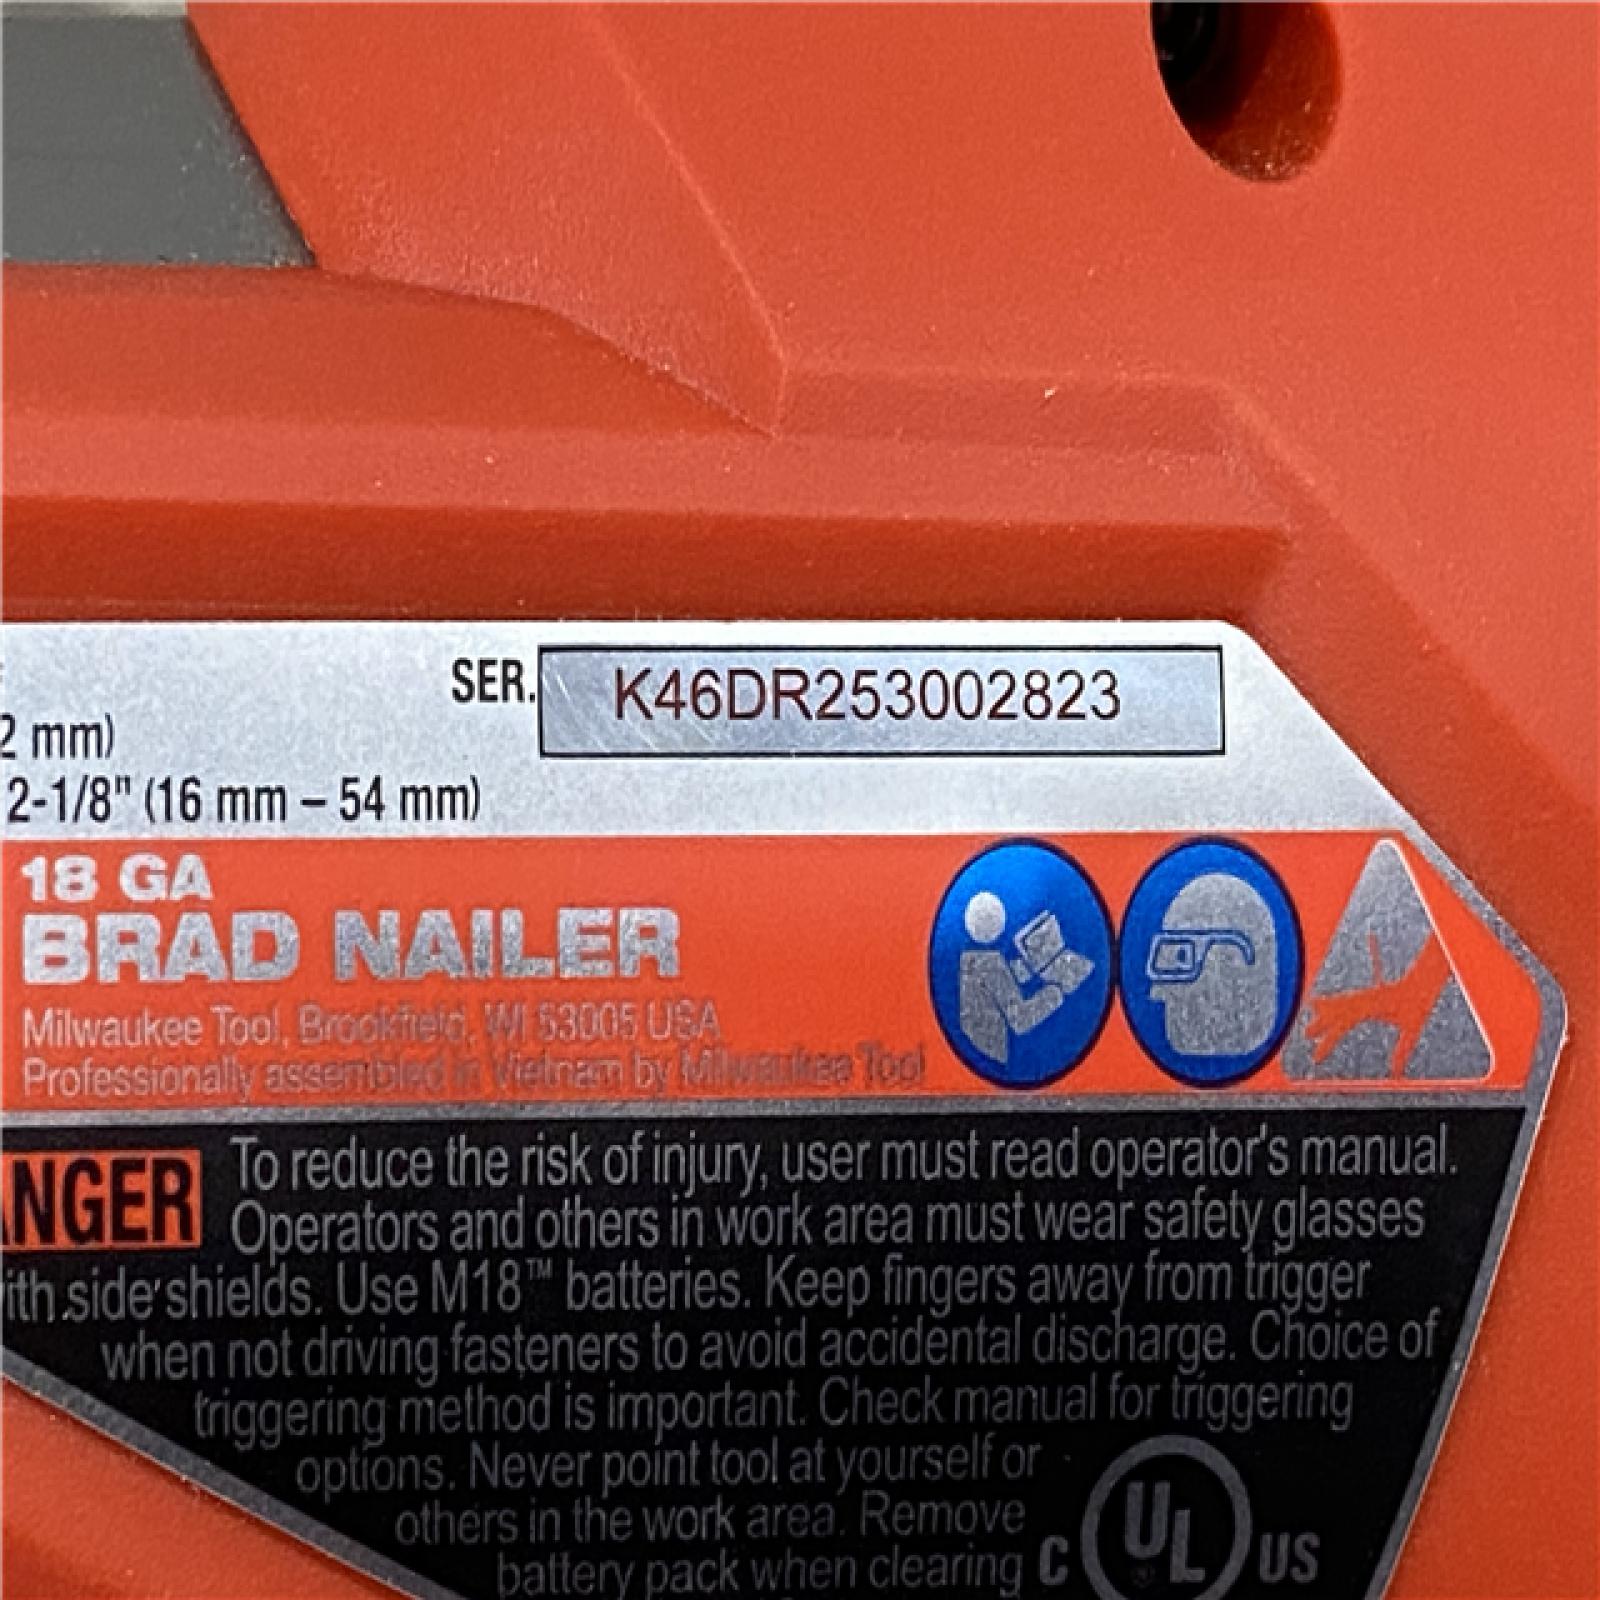 SER. K46DR253002823
2 mm)
2-1/8" (16 mm – 54 mm)
18 GA
BRAD NAILER
Milwaukee Tool, Brookfield, WI 53005 USA
Professionally assembled in Vietnam by Milwaukee Tool
ANGER To reduce the risk of injury, user must read operator's manual.
Operators and others in work area must wear safety glasses
ith side shields. Use M18™ batteries. Keep fingers away from trigger
when not driving fasteners to avoid accidental discharge. Choice of
triggering method is important. Check manual for triggering
options. Never point tool at yourself or
others in the work area. Remove
battery pack when clearing
C UL US